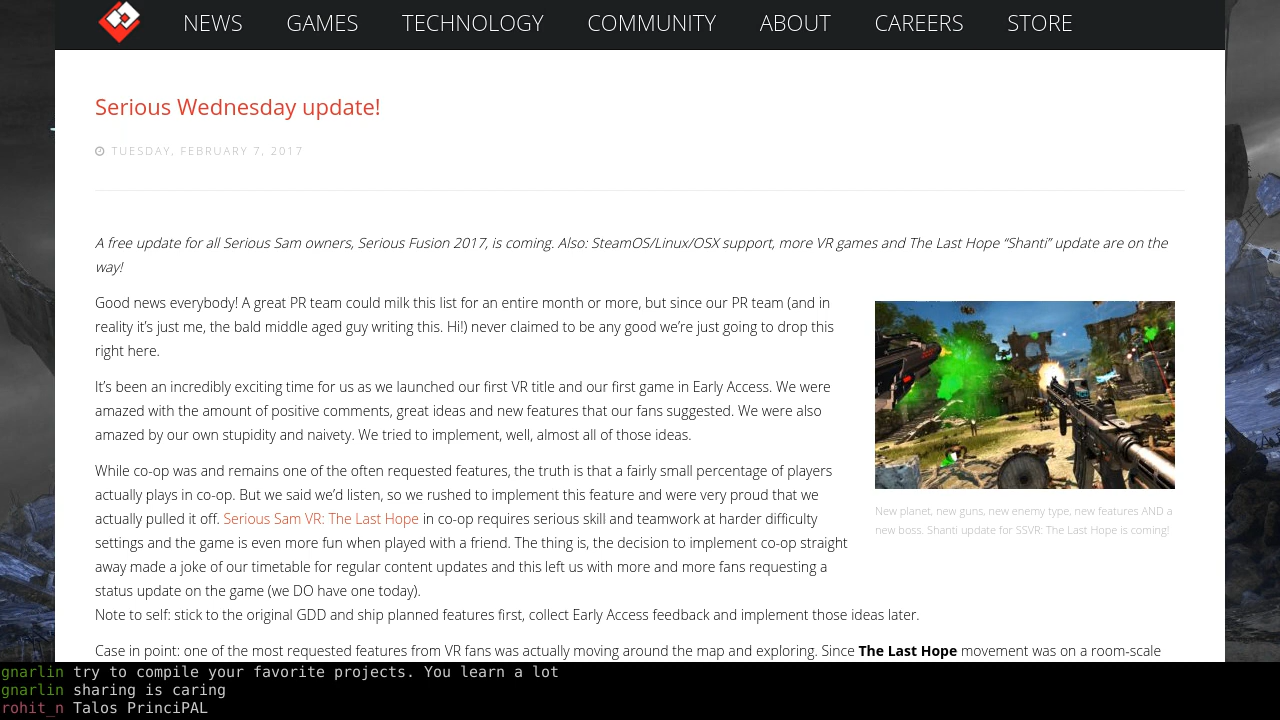 NEWS GAMES TECHNOLOGY COMMUNITY ABOUT CAREERS STORE
Serious Wednesday update!
TUESDAY, FEBRUARY 7, 2017
A free update for all Serious Sam owners, Serious Fusion 2017, is coming. Also: SteamOS/Linux/OSX support, more VR games and The Last Hope “Shanti” update are on the
way!
Good news everybody! A great PR team could milk this list for an entire month or more, but since our PR team (and in
reality it’s just me, the bald middle aged guy writing this. Hi!) never claimed to be any good we’re just going to drop this
right here.
It’s been an incredibly exciting time for us as we launched our first VR title and our first game in Early Access. We were
amazed with the amount of positive comments, great ideas and new features that our fans suggested. We were also
amazed by our own stupidity and naivety. We tried to implement, well, almost all of those ideas.
While co-op was and remains one of the often requested features, the truth is that a fairly small percentage of players
actually plays in co-op. But we said we’d listen, so we rushed to implement this feature and were very proud that we
actually pulled it off. Serious Sam VR: The Last Hope in co-op requires serious skill and teamwork at harder difficulty
settings and the game is even more fun when played with a friend. The thing is, the decision to implement co-op straight
away made a joke of our timetable for regular content updates and this left us with more and more fans requesting a
status update on the game (we DO have one today).
Note to self: stick to the original GDD and ship planned features first, collect Early Access feedback and implement those ideas later.
New planet, new guns, new enemy type, new features AND a
new boss. Shanti update for SSVR: The Last Hope is coming!
Case in point: one of the most requested features from VR fans was actually moving around the map and exploring. Since The Last Hope movement was on a room-scale
gnarlin try to compile your favorite projects. You learn a lot
gnarlin sharing is caring
rohit_n Talos PrinciPAL